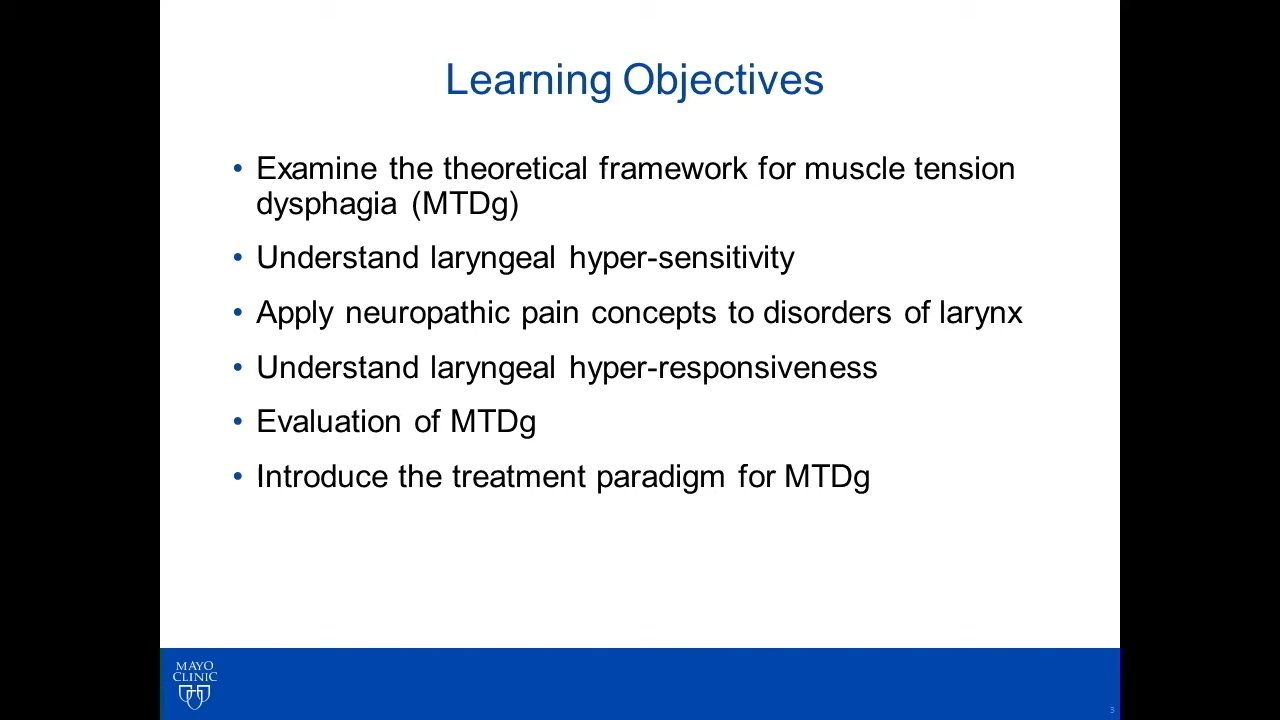 Learning Objectives
• Examine the theoretical framework for muscle tension
dysphagia (MTDg)
• Understand laryngeal hyper-sensitivity
• Apply neuropathic pain concepts to disorders of larynx
• Understand laryngeal hyper-responsiveness
• Evaluation of MTDg
• Introduce the treatment paradigm for MTDg
MAYO
CLINIC